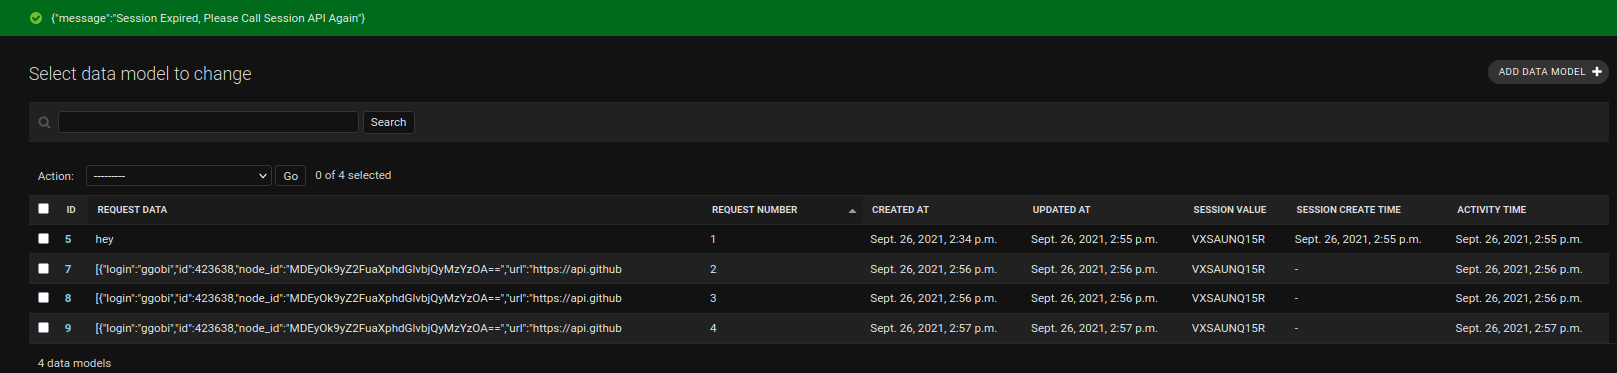 {"message":"Session Expired, Please Call Session API Again"}
Select data model to change
ADD DATA MODEL
Search
Action: --------- Go 0 of 4 selected
ID REQUEST DATA REQUEST NUMBER CREATED AT UPDATED AT SESSION VALUE SESSION CREATE TIME ACTIVITY TIME
5 hey 1 Sept. 26, 2021, 2:34 p.m. Sept. 26, 2021, 2:55 p.m. VXSAUNQ15R Sept. 26, 2021, 2:55 p.m. Sept. 26, 2021, 2:55 p.m.
7 [{"login":"ggobi","id":423638,"node_id":"MDEyOk9yZ2FuaXphdGlvbjQyMzYzOA==","url":"https://api.github 2 Sept. 26, 2021, 2:56 p.m. Sept. 26, 2021, 2:56 p.m. VXSAUNQ15R - Sept. 26, 2021, 2:56 p.m.
8 [{"login":"ggobi","id":423638,"node_id":"MDEyOk9yZ2FuaXphdGlvbjQyMzYzOA==","url":"https://api.github 3 Sept. 26, 2021, 2:56 p.m. Sept. 26, 2021, 2:56 p.m. VXSAUNQ15R - Sept. 26, 2021, 2:56 p.m.
9 [{"login":"ggobi","id":423638,"node_id":"MDEyOk9yZ2FuaXphdGlvbjQyMzYzOA==","url":"https://api.github 4 Sept. 26, 2021, 2:57 p.m. Sept. 26, 2021, 2:57 p.m. VXSAUNQ15R - Sept. 26, 2021, 2:57 p.m.
4 data models